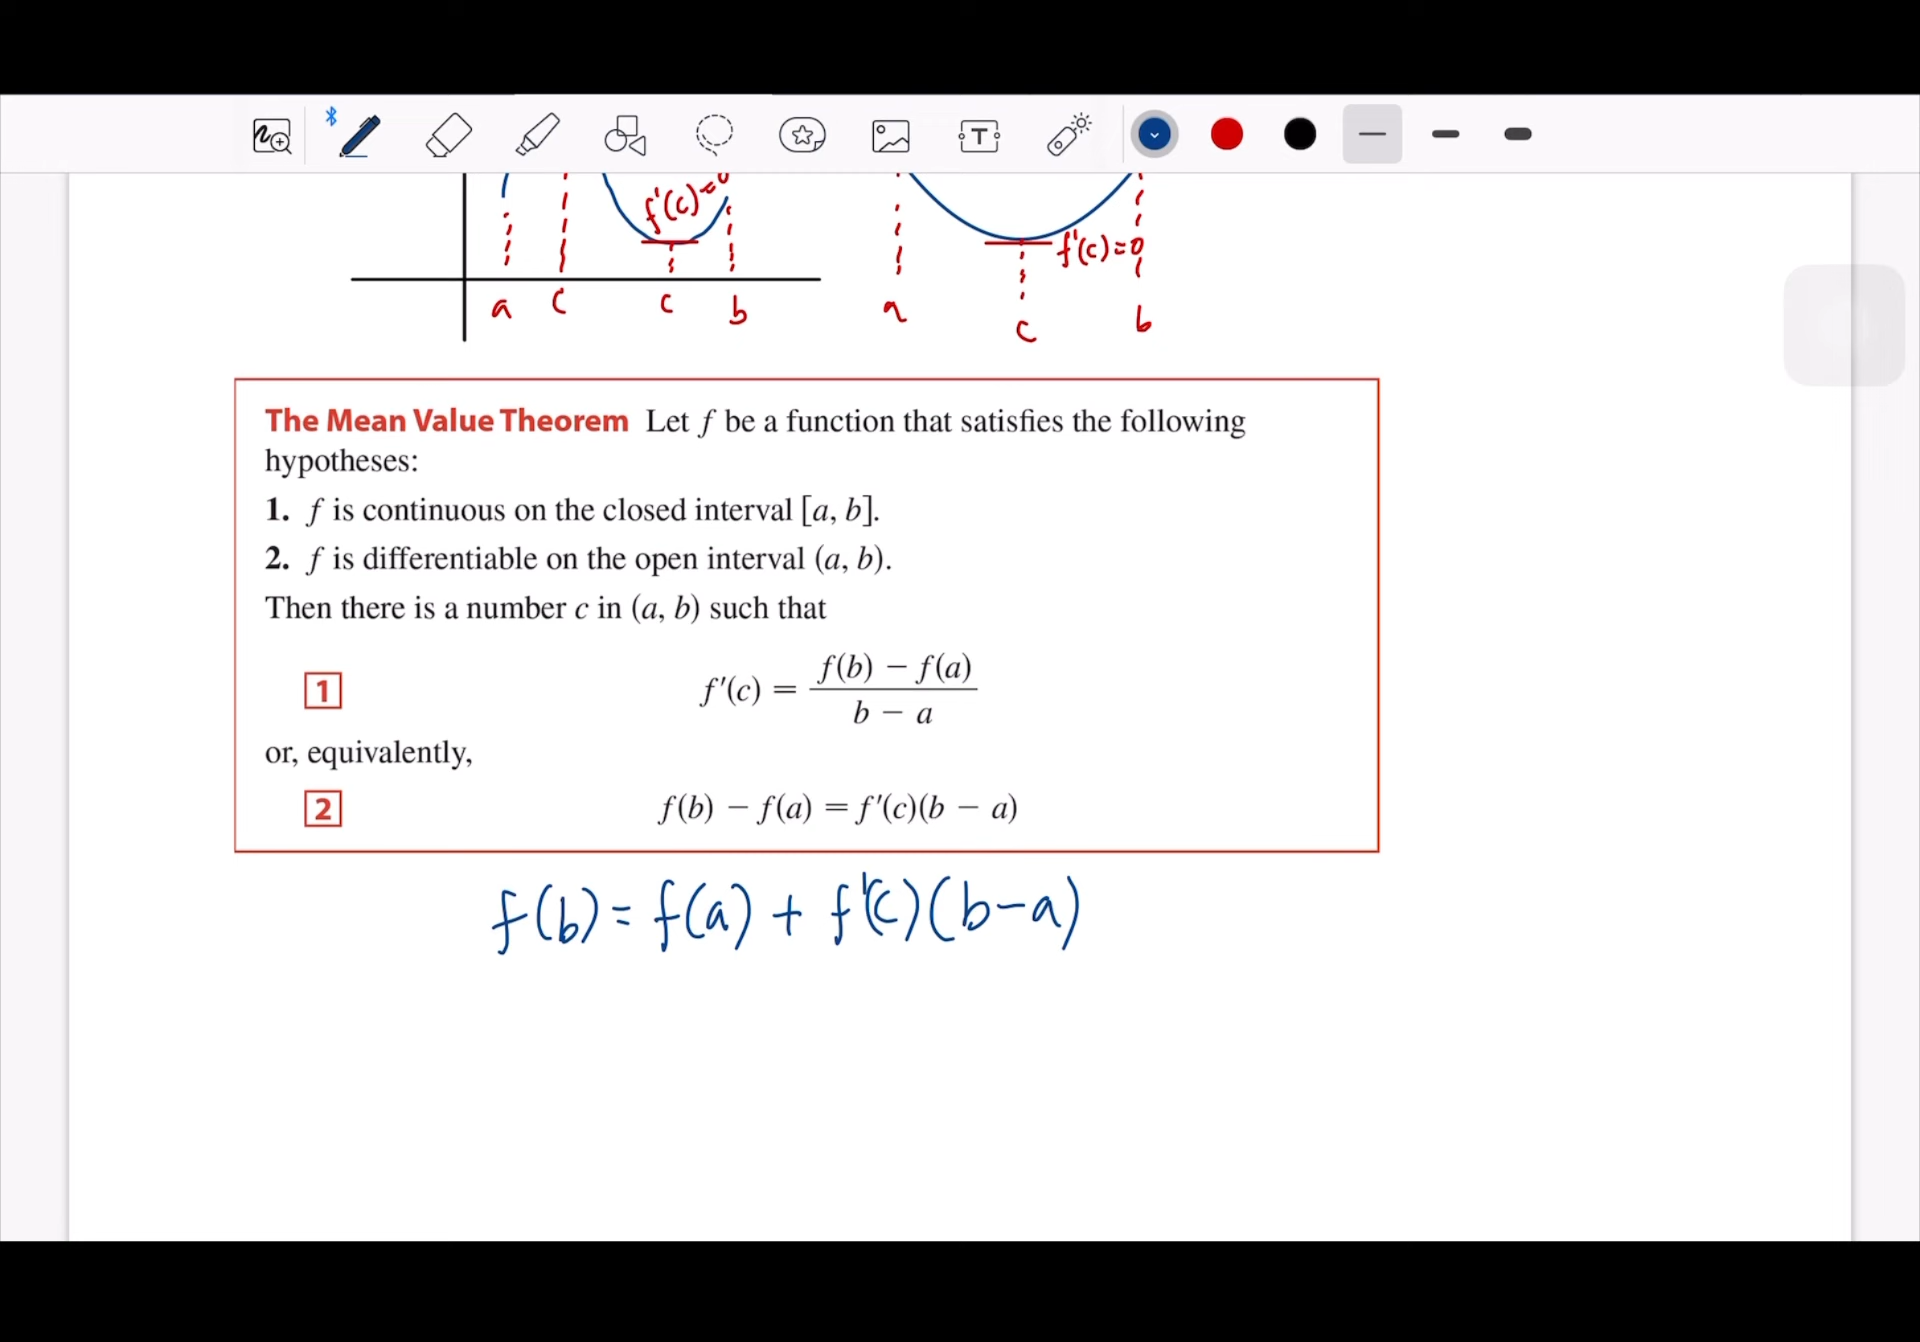 T
f'(c)=0
f'(c)=0
a c c b a c b
The Mean Value Theorem Let f be a function that satisfies the following
hypotheses:
1. f is continuous on the closed interval [a, b].
2. f is differentiable on the open interval (a, b).
Then there is a number c in (a, b) such that
1 f'(c) = \frac{f(b) − f(a)}{b − a}
or, equivalently,
2 f(b) − f(a) = f'(c)(b − a)
f(b) = f(a) + f'(c)(b-a)